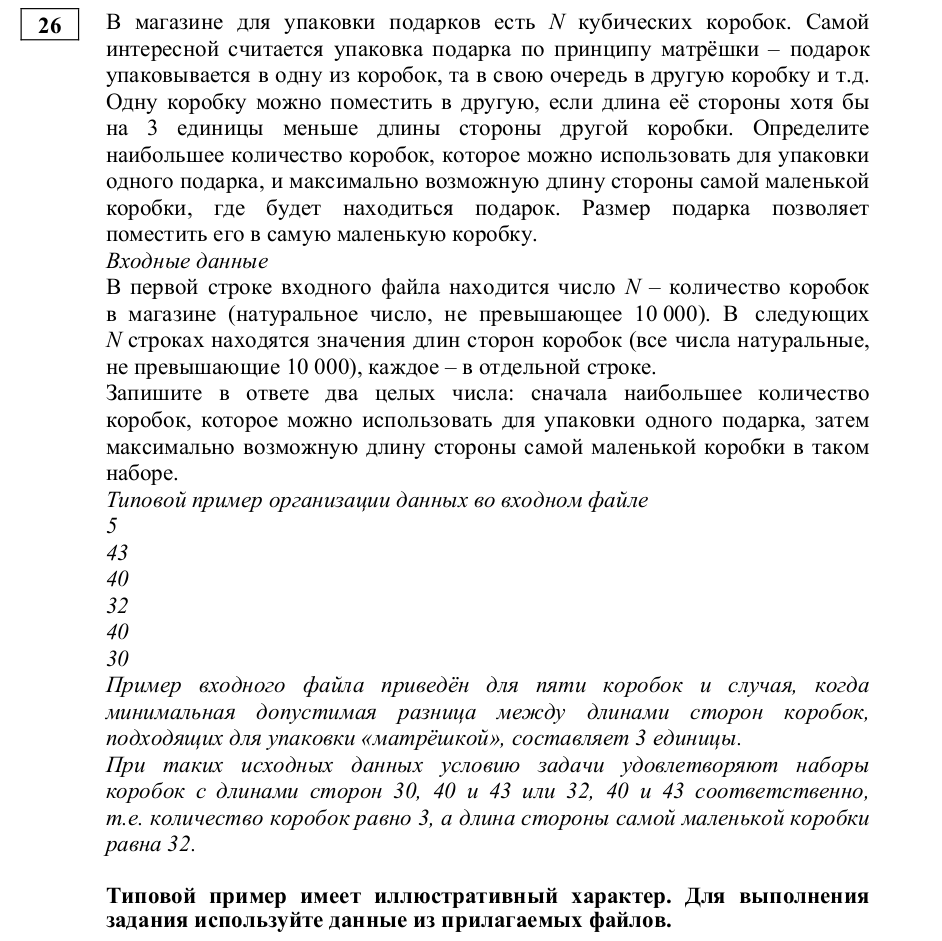 26
В магазине для упаковки подарков есть N кубических коробок. Самой
интересной считается упаковка подарка по принципу матрёшки – подарок
упаковывается в одну из коробок, та в свою очередь в другую коробку и т.д.
Одну коробку можно поместить в другую, если длина её стороны хотя бы
на 3 единицы меньше длины стороны другой коробки. Определите
наибольшее количество коробок, которое можно использовать для упаковки
одного подарка, и максимально возможную длину стороны самой маленькой
коробки, где будет находиться подарок. Размер подарка позволяет
поместить его в самую маленькую коробку.
Входные данные
В первой строке входного файла находится число N – количество коробок
в магазине (натуральное число, не превышающее 10 000). В следующих
N строках находятся значения длин сторон коробок (все числа натуральные,
не превышающие 10 000), каждое – в отдельной строке.
Запишите в ответе два целых числа: сначала наибольшее количество
коробок, которое можно использовать для упаковки одного подарка, затем
максимально возможную длину стороны самой маленькой коробки в таком
наборе.
Типовой пример организации данных во входном файле
5
43
40
32
40
30
Пример входного файла приведён для пяти коробок и случая, когда
минимальная допустимая разница между длинами сторон коробок,
подходящих для упаковки «матрёшкой», составляет 3 единицы.
При таких исходных данных условию задачи удовлетворяют наборы
коробок с длинами сторон 30, 40 и 43 или 32, 40 и 43 соответственно,
т.е. количество коробок равно 3, а длина стороны самой маленькой коробки
равна 32.
Типовой пример имеет иллюстративный характер. Для выполнения
задания используйте данные из прилагаемых файлов.